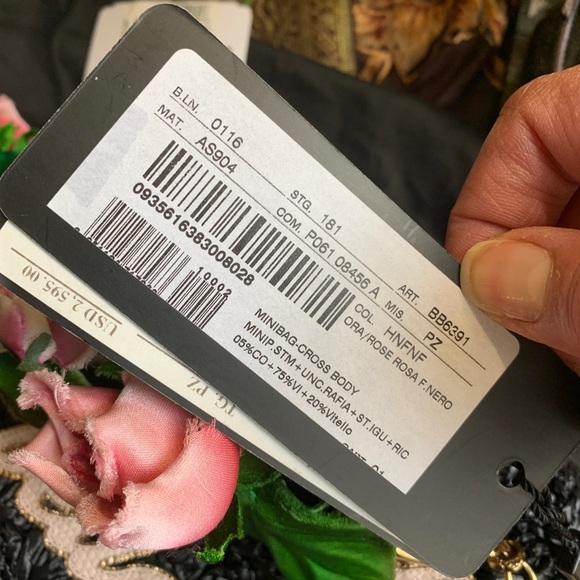 B.LN. 0116 STG. 181 ART. BB6391
MAT. AS904 COM. P061 08456 A MIS. PZ
0935616383008028 COL. HNFNF
ORA/ROSE ROSA F.NERO
10002
MINIBAG-CROSS BODY
MINIP.STM+UNC.RAFIA+ST.IGU+RIC
05%CO+75%VI+20%Vitello
USD 2,595.00
TG. PZ